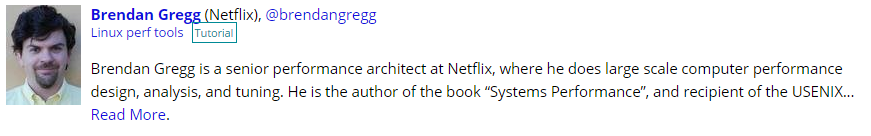 Brendan Gregg (Netflix), @brendangregg
Linux perf tools Tutorial
Brendan Gregg is a senior performance architect at Netflix, where he does large scale computer performance
design, analysis, and tuning. He is the author of the book “Systems Performance”, and recipient of the USENIX...
Read More.